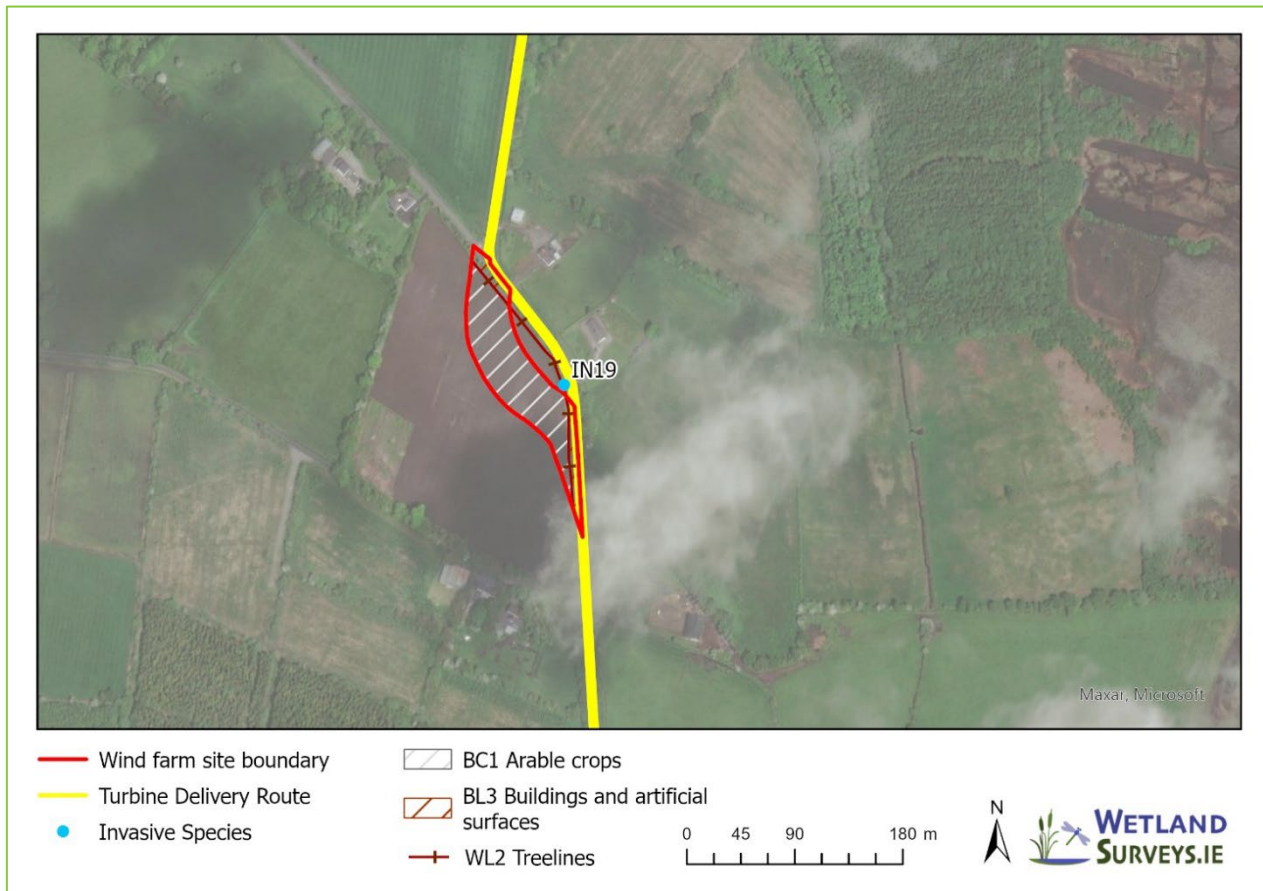 IN19
Maxar, Microsoft
Wind farm site boundary
Turbine Delivery Route
Invasive Species
BC1 Arable crops
BL3 Buildings and artificial
surfaces
WL2 Treelines
0 45 90 180 m
N
WETLAND
SURVEYS.IE